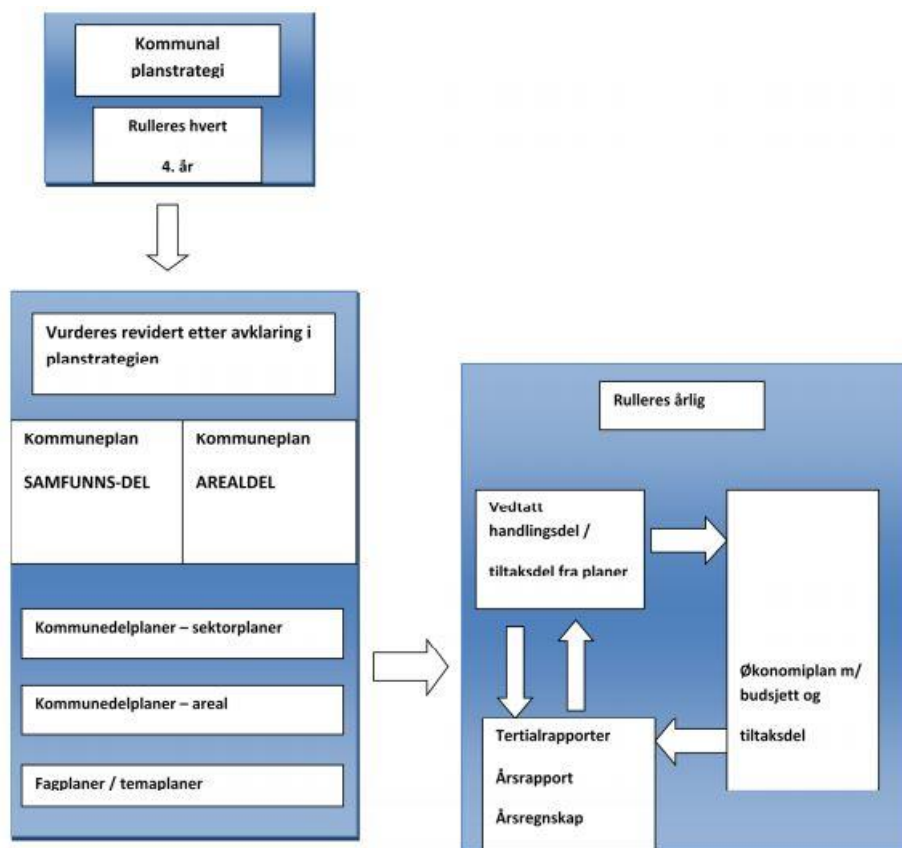 Kommunal
planstrategi
Rulleres hvert
4. år
Vurderes revidert etter avklaring i
planstrategien
Kommuneplan
SAMFUNNS-DEL
Kommuneplan
AREALDEL
Kommunedelplaner – sektorplaner
Kommunedelplaner – areal
Fagplaner / temaplaner
Rulleres årlig
Vedtatt
handlingsdel /
tiltaksdel fra planer
Økonomiplan m/
budsjett og
tiltaksdel
Tertialrapporter
Årsrapport
Årsregnskap